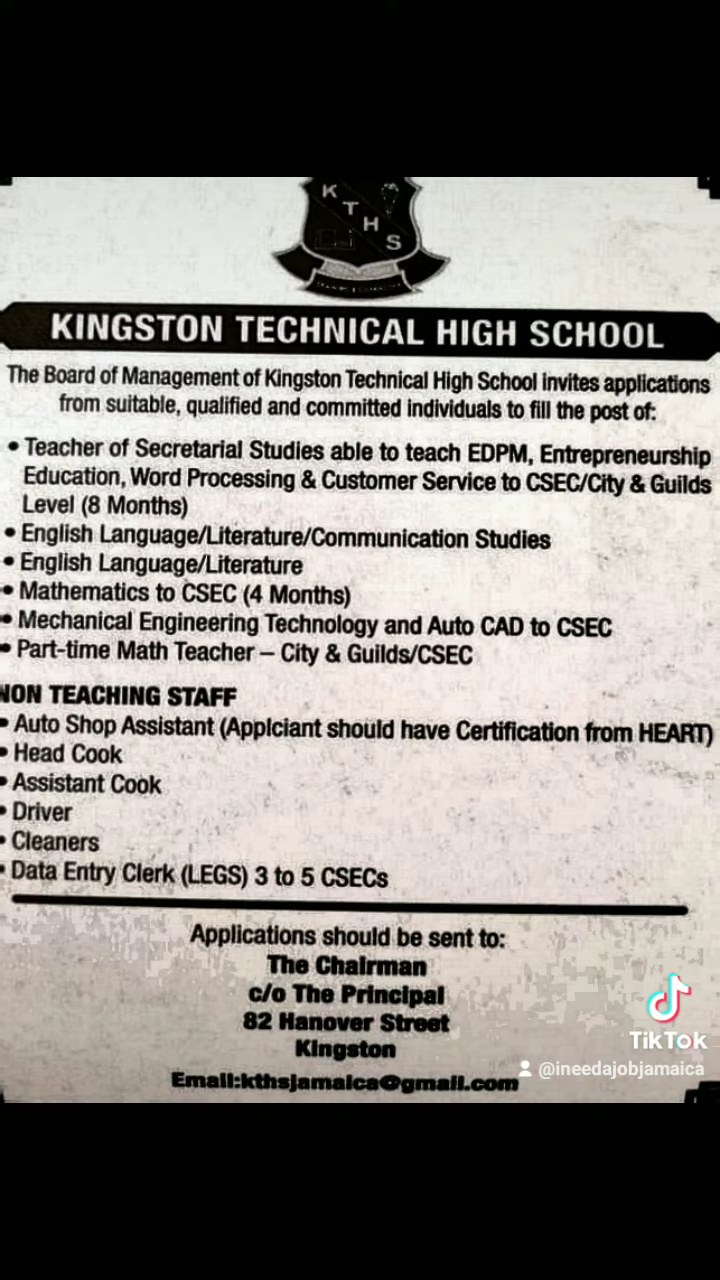 K
T
H
S
KINGSTON TECHNICAL HIGH SCHOOL
The Board of Management of Kingston Technical High School invites applications
from suitable, qualified and committed individuals to fill the post of:
• Teacher of Secretarial Studies able to teach EDPM, Entrepreneurship
Education, Word Processing & Customer Service to CSEC/City & Guilds
Level (8 Months)
• English Language/Literature/Communication Studies
• English Language/Literature
• Mathematics to CSEC (4 Months)
• Mechanical Engineering Technology and Auto CAD to CSEC
• Part-time Math Teacher – City & Guilds/CSEC
NON TEACHING STAFF
• Auto Shop Assistant (Applciant should have Certification from HEART)
• Head Cook
• Assistant Cook
• Driver
• Cleaners
• Data Entry Clerk (LEGS) 3 to 5 CSECs
Applications should be sent to:
The Chairman
c/o The Principal
82 Hanover Street
Kingston
Email:kthsjamaica@gmail.com
TikTok
@ineedajobjamaica